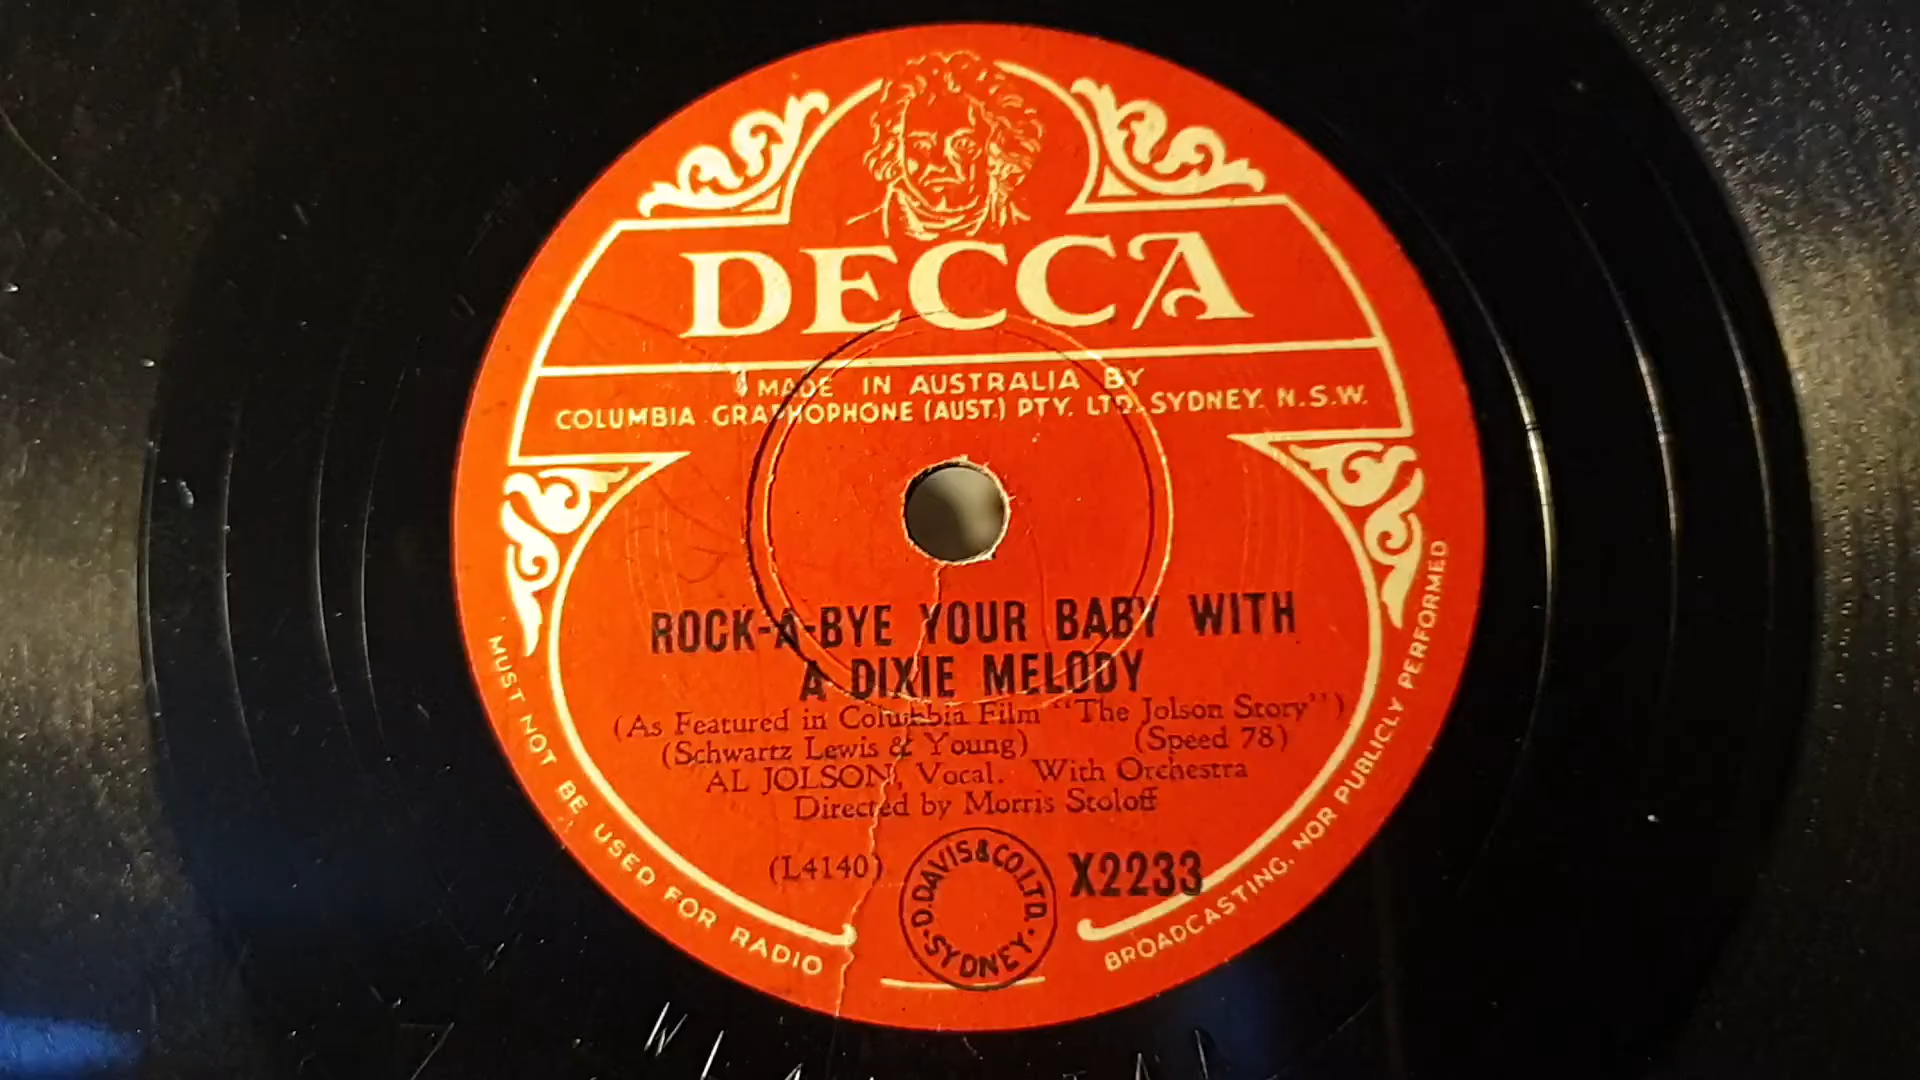 DECCA
MADE IN AUSTRALIA BY
COLUMBIA GRAPHOPHONE (AUST.) PTY. LTD. SYDNEY. N.S.W.
ROCK-A-BYE YOUR BABY WITH
A DIXIE MELODY
(As Featured in Columbia Film "The Jolson Story")
(Schwartz Lewis & Young) (Speed 78)
AL JOLSON, Vocal. With Orchestra
Directed by Morris Stoloff
(L4140)
D. DAVIS & CO. LTD. · SYDNEY ·
X2233
MUST NOT BE USED FOR RADIO
BROADCASTING, NOR PUBLICLY PERFORMED